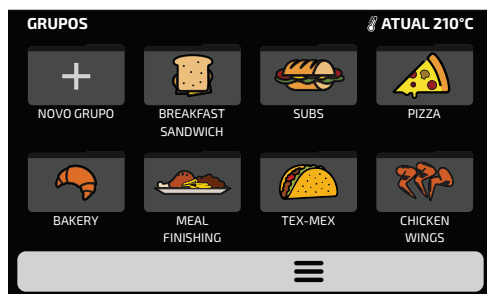 GRUPOS
ATUAL 210°C
NOVO GRUPO
BREAKFAST
SANDWICH
SUBS
PIZZA
BAKERY
MEAL
FINISHING
TEX-MEX
CHICKEN
WINGS